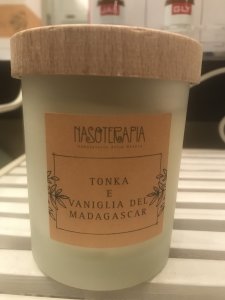 NASOTERAPIA
TONKA
E
VANIGLIA DEL
MADAGASCAR